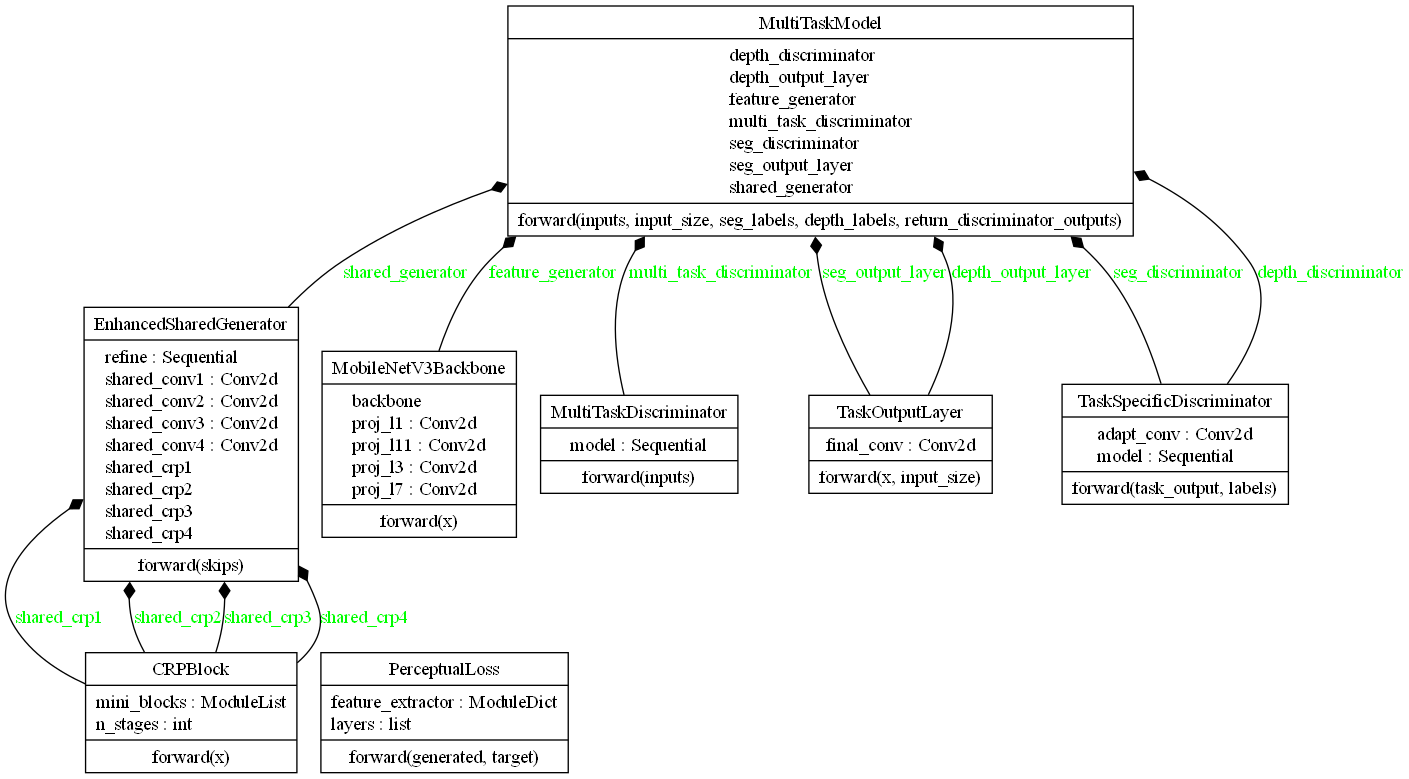 MultiTaskModel
depth_discriminator
depth_output_layer
feature_generator
multi_task_discriminator
seg_discriminator
seg_output_layer
shared_generator
forward(inputs, input_size, seg_labels, depth_labels, return_discriminator_outputs)
shared_generator
feature_generator
multi_task_discriminator
seg_output_layer
depth_output_layer
seg_discriminator
depth_discriminator
EnhancedSharedGenerator
refine : Sequential
shared_conv1 : Conv2d
shared_conv2 : Conv2d
shared_conv3 : Conv2d
shared_conv4 : Conv2d
shared_crp1
shared_crp2
shared_crp3
shared_crp4
forward(skips)
MobileNetV3Backbone
backbone
proj_l1 : Conv2d
proj_l11 : Conv2d
proj_l3 : Conv2d
proj_l7 : Conv2d
forward(x)
MultiTaskDiscriminator
model : Sequential
forward(inputs)
TaskOutputLayer
final_conv : Conv2d
forward(x, input_size)
TaskSpecificDiscriminator
adapt_conv : Conv2d
model : Sequential
forward(task_output, labels)
shared_crp1
shared_crp2
shared_crp3
shared_crp4
CRPBlock
mini_blocks : ModuleList
n_stages : int
forward(x)
PerceptualLoss
feature_extractor : ModuleDict
layers : list
forward(generated, target)